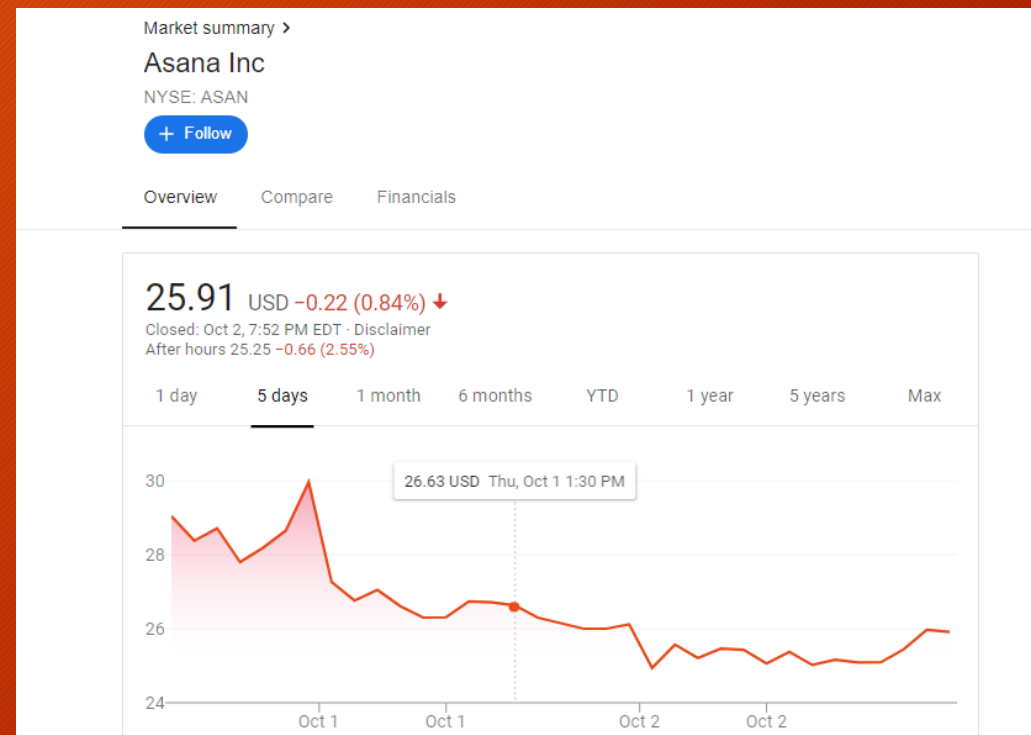 Market summary >
Asana Inc
NYSE: ASAN
+ Follow
Overview Compare Financials
25.91 USD −0.22 (0.84%) ↓
Closed: Oct 2, 7:52 PM EDT · Disclaimer
After hours 25.25 −0.66 (2.55%)
1 day 5 days 1 month 6 months YTD 1 year 5 years Max
26.63 USD Thu, Oct 1 1:30 PM
30
28
26
24
Oct 1 Oct 1 Oct 2 Oct 2